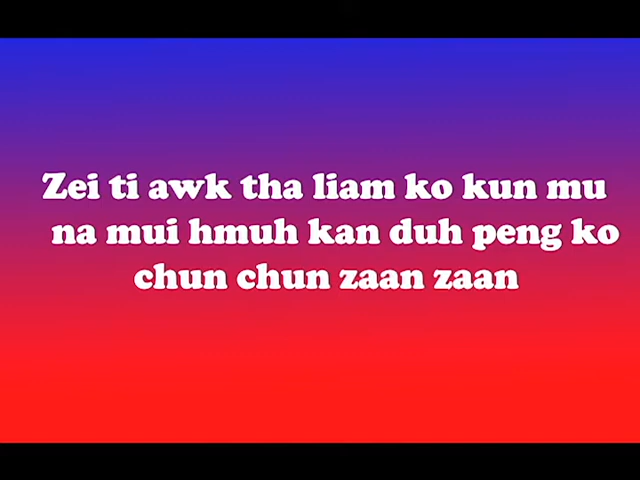 Zei ti awk tha liam ko kun mu
na mui hmuh kan duh peng ko
chun chun zaan zaan